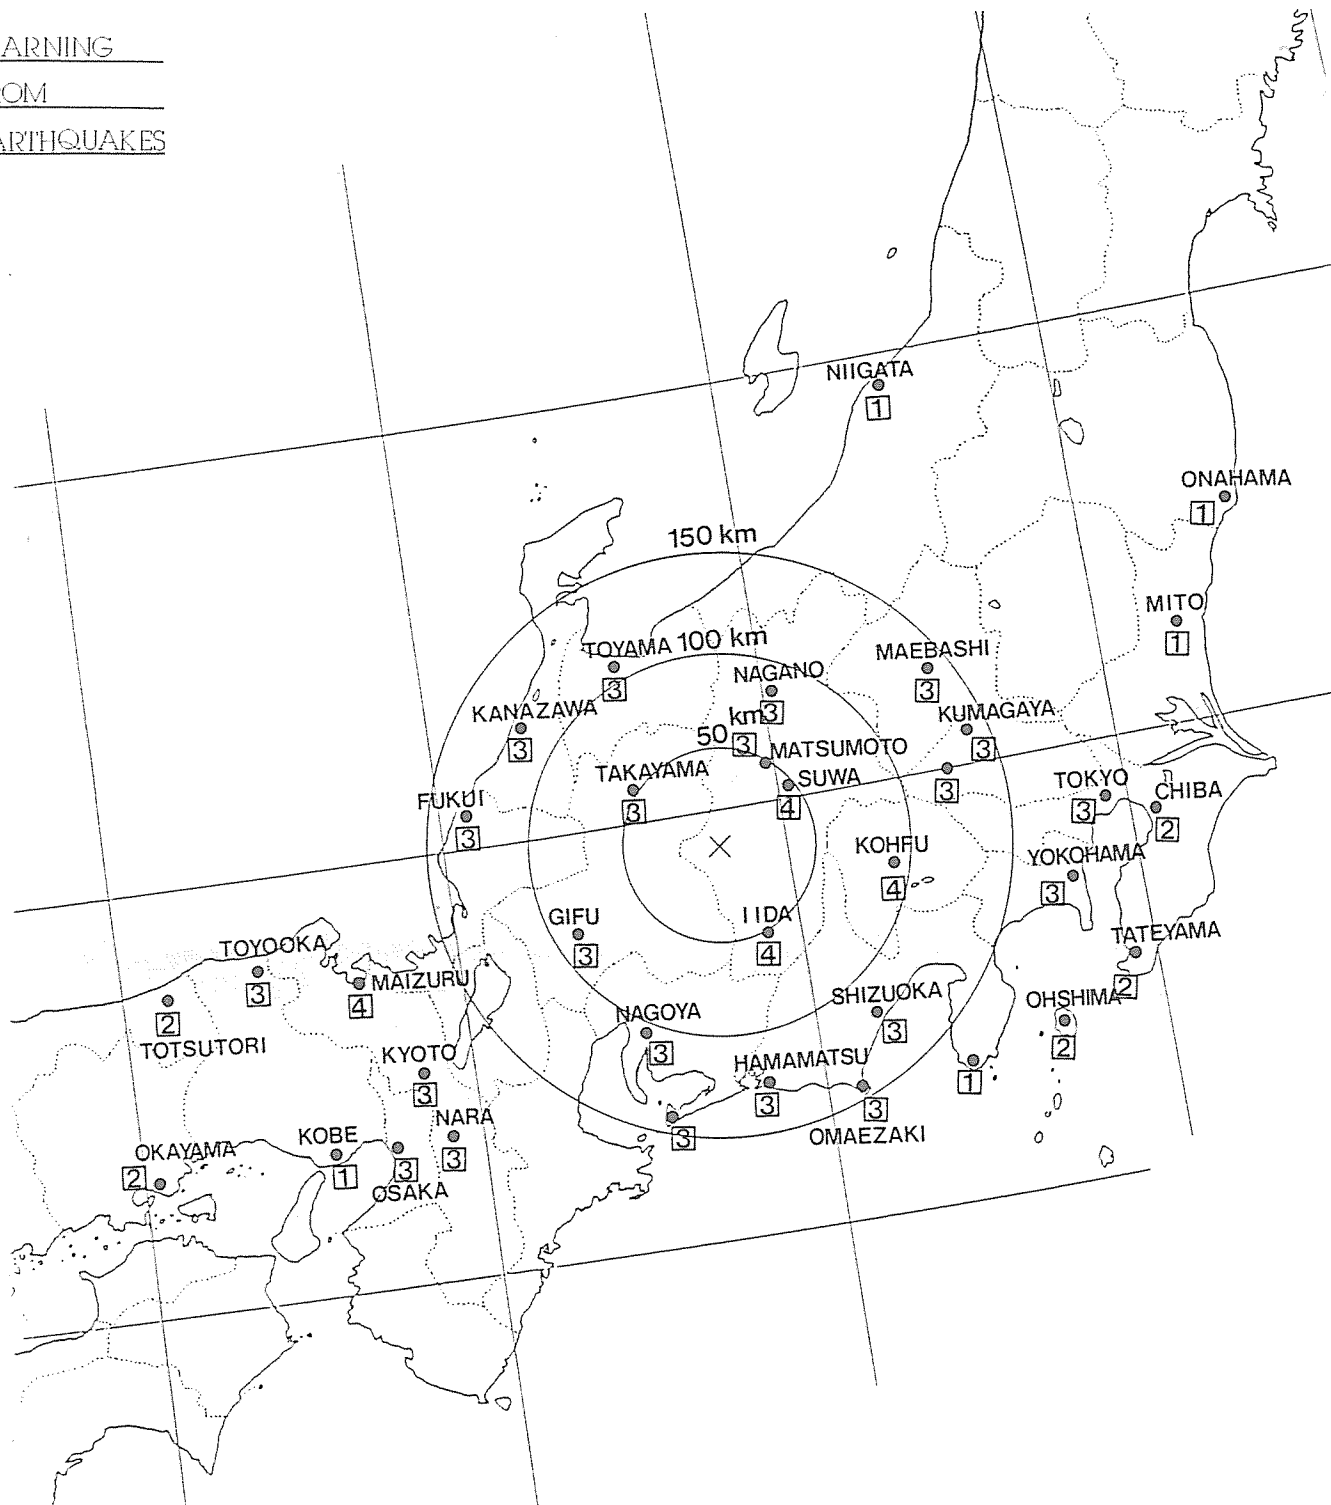 ARNING
ROM
ARTHQUAKES
NIIGATA
1
ONAHAMA
1
150 km
MITO
1
TOYAMA
3
100 km
MAEBASHI
3
NAGANO
3
KANAZAWA
3
50 km
3
MATSUMOTO
KUMAGAYA
3
TAKAYAMA
3
SUWA
4
3
TOKYO
3
CHIBA
2
FUKUI
3
KOHFU
4
YOKOHAMA
3
GIFU
3
IIDA
4
TATEYAMA
2
TOYOOKA
3
MAIZURU
4
2
TOTSUTORI
SHIZUOKA
3
OHSHIMA
2
NAGOYA
3
KYOTO
3
HAMAMATSU
3
1
3
OMAEZAKI
3
NARA
3
KOBE
1
OSAKA
3
OKAYAMA
2